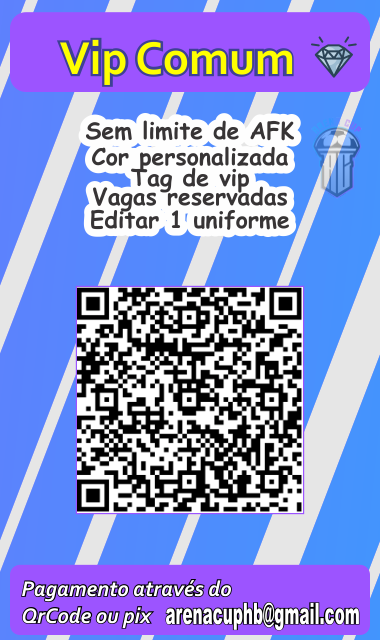 Vip Comum
Sem limite de AFK
Cor personalizada
Tag de vip
Vagas reservadas
Editar 1 uniforme
Pagamento através do
QrCode ou pix arenacuphb@gmail.com